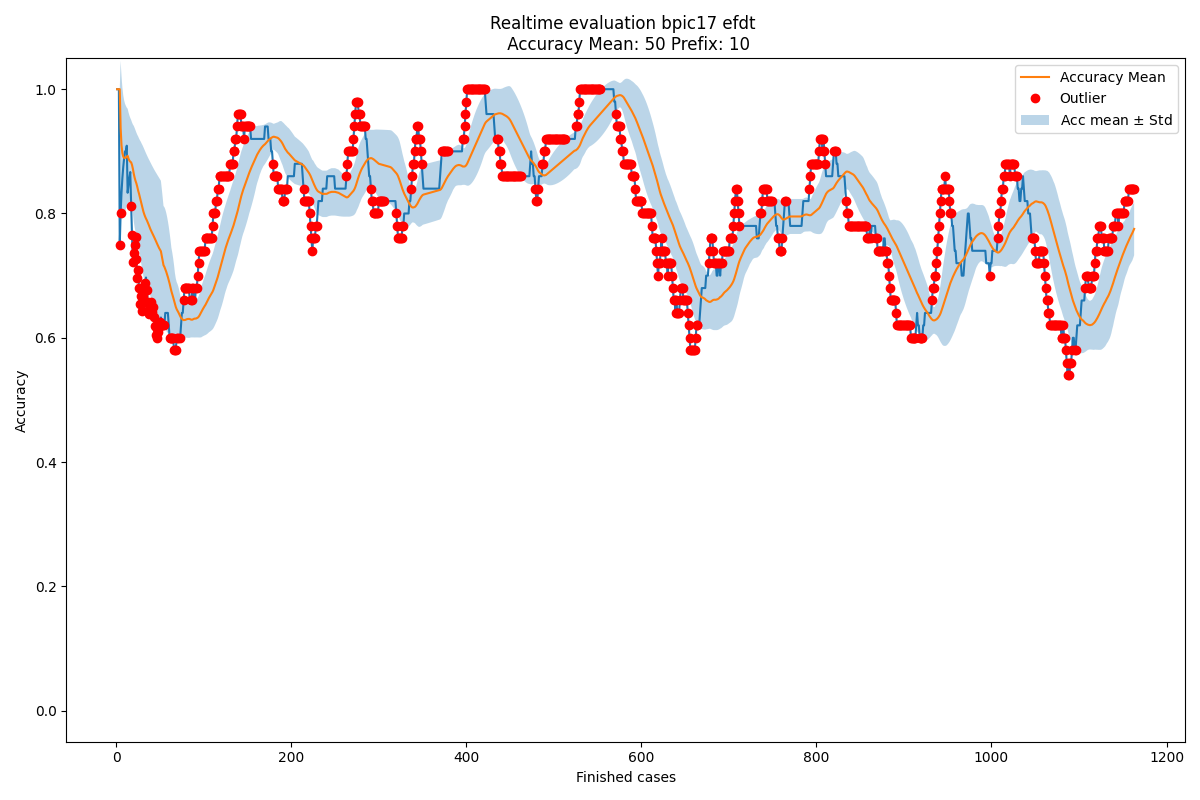 Realtime evaluation bpic17 efdt
Accuracy Mean: 50 Prefix: 10
Accuracy Mean
Outlier
Acc mean ± Std
1.0
0.8
0.6
0.4
0.2
0.0
Accuracy
0
200
400
600
800
1000
1200
Finished cases